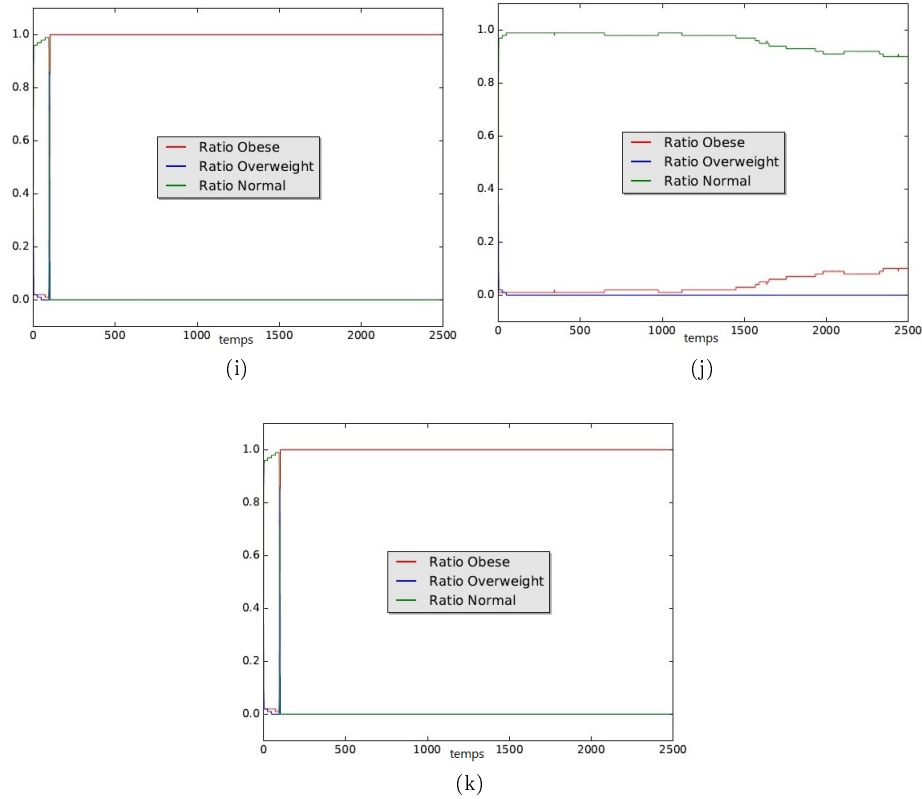 1.0
0.8
0.6
0.4
0.2
0.0
Ratio Obese
Ratio Overweight
Ratio Normal
0 500 1000 1500 2000 2500
temps
(i)
1.0
0.8
0.6
0.4
0.2
0.0
Ratio Obese
Ratio Overweight
Ratio Normal
0 500 1000 1500 2000 2500
temps
(j)
1.0
0.8
0.6
0.4
0.2
0.0
Ratio Obese
Ratio Overweight
Ratio Normal
0 500 1000 1500 2000 2500
temps
(k)